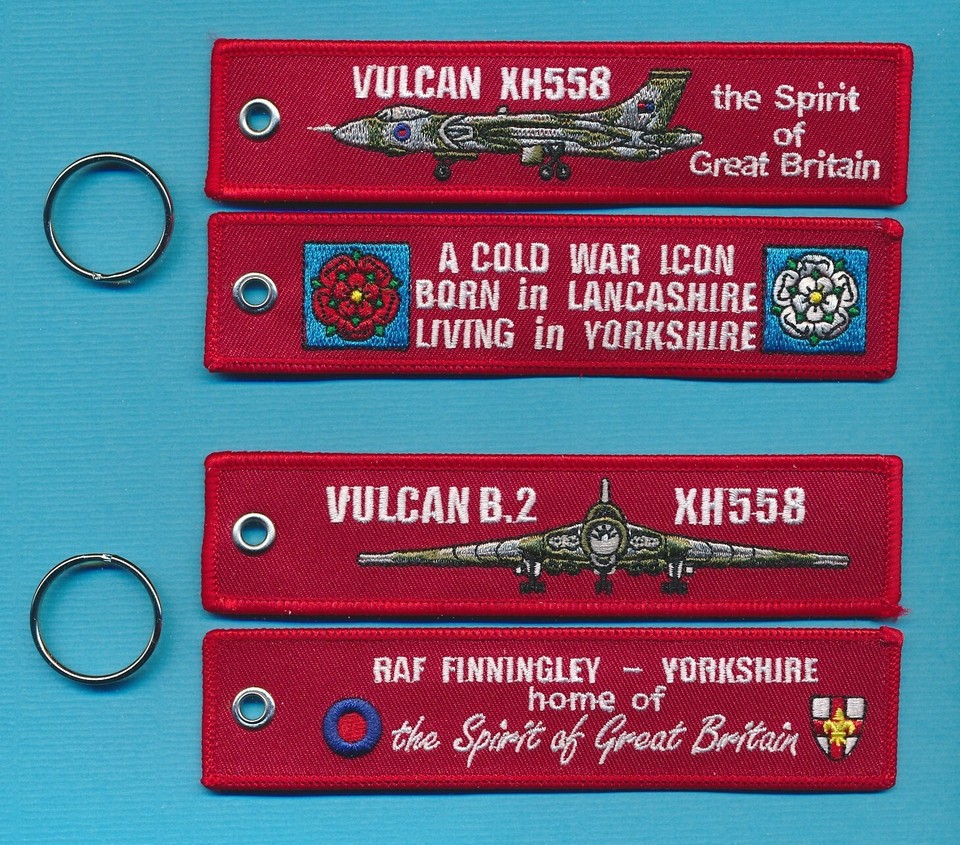 VULCAN XH558
the Spirit
of
Great Britain
A COLD WAR ICON
BORN in LANCASHIRE
LIVING in YORKSHIRE
VULCAN B.2 XH558
RAF FINNINGLEY – YORKSHIRE
home of
the Spirit of Great Britain